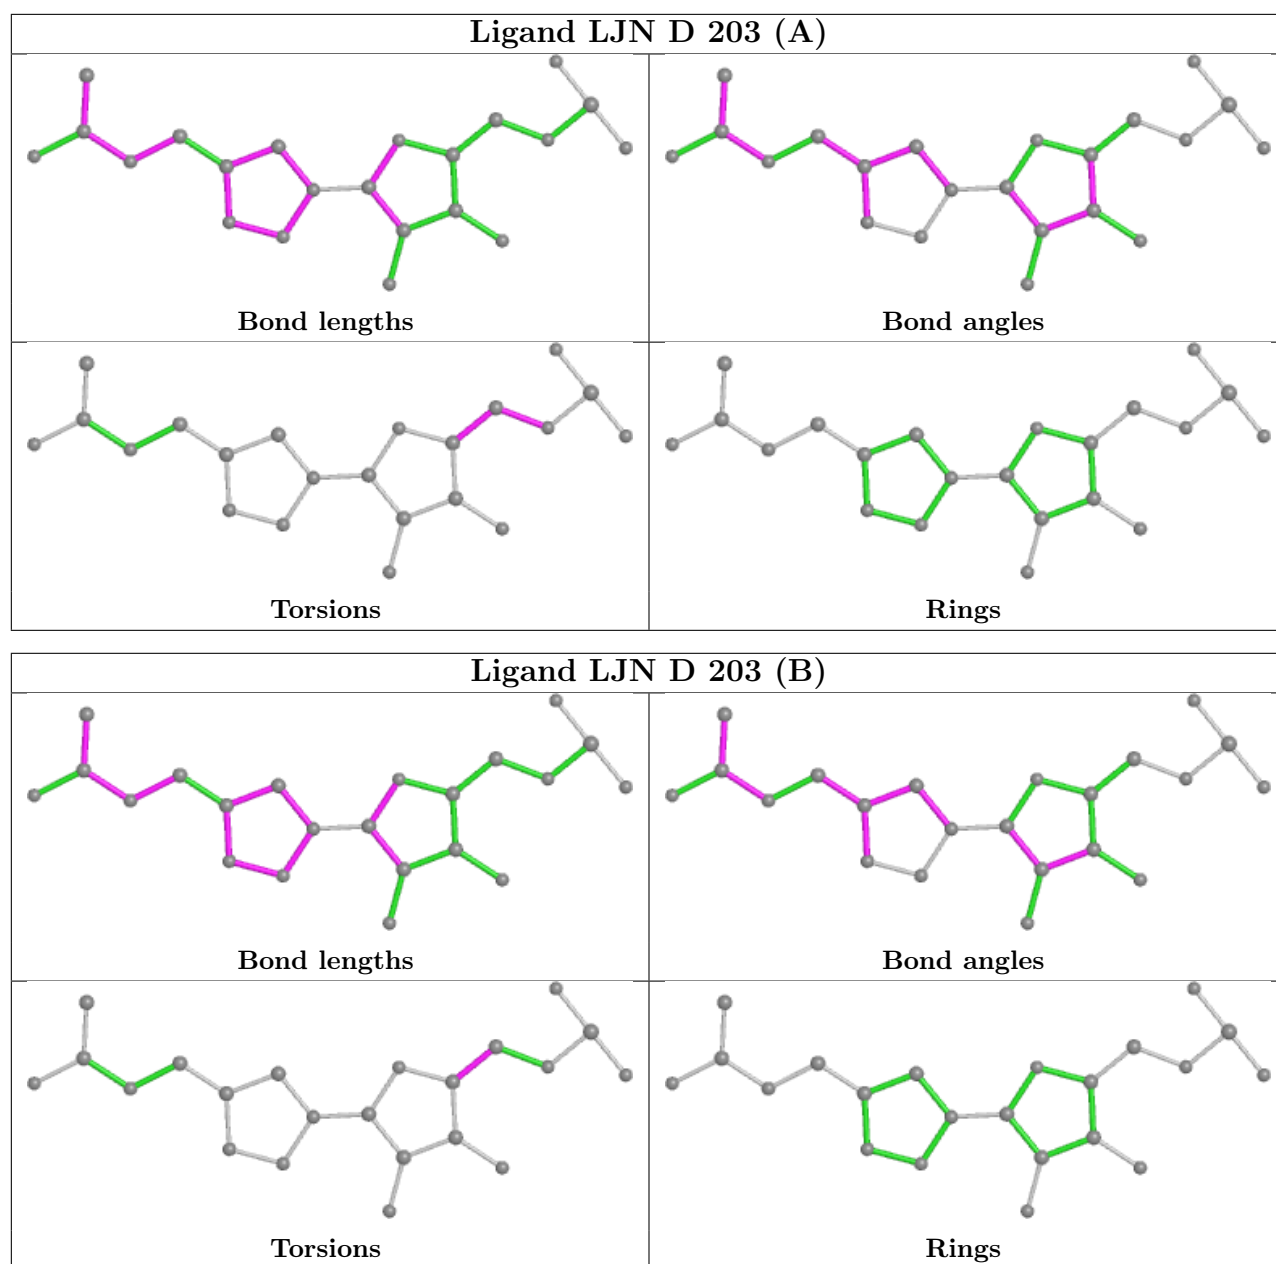 Ligand LJN D 203 (A)
Bond lengths
Bond angles
Torsions
Rings
Ligand LJN D 203 (B)
Bond lengths
Bond angles
Torsions
Rings